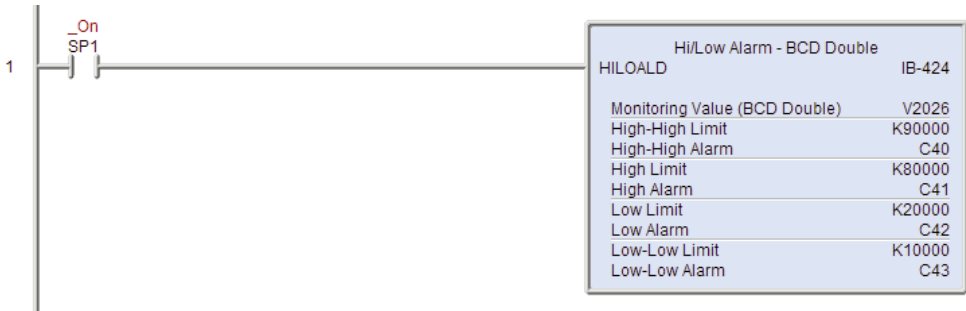 _On
SP1
1
Hi/Low Alarm - BCD Double
HILOALD IB-424
Monitoring Value (BCD Double) V2026
High-High Limit K90000
High-High Alarm C40
High Limit K80000
High Alarm C41
Low Limit K20000
Low Alarm C42
Low-Low Limit K10000
Low-Low Alarm C43